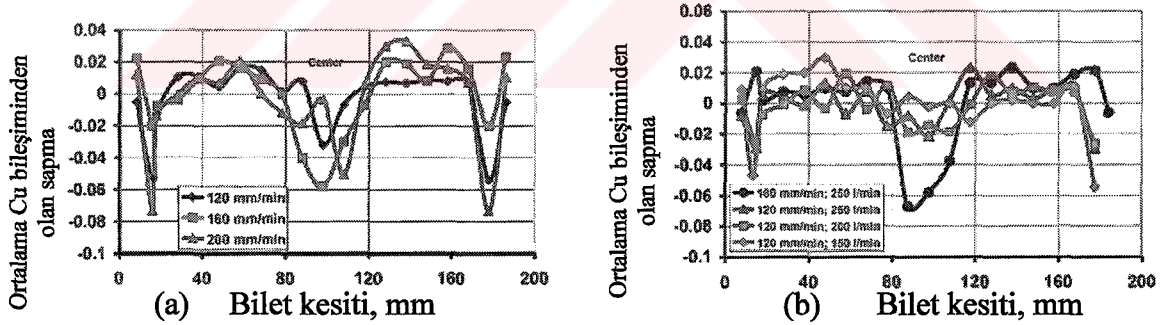 Ortalama Cu bileşiminden
olan sapma
0.04
0.02
0
-0.02
-0.04
-0.06
-0.08
-0.1
Center
120 mm/min
160 mm/min
200 mm/min
0 40 80 120 160 200
(a) Bilet kesiti, mm
Ortalama Cu bileşiminden
olan sapma
0.06
0.04
0.02
0
-0.02
-0.04
-0.06
-0.08
-0.1
Center
160 mm/min; 250 l/min
120 mm/min; 250 l/min
120 mm/min; 200 l/min
120 mm/min; 150 l/min
0 40 80 120 160 200
(b) Bilet kesiti, mm